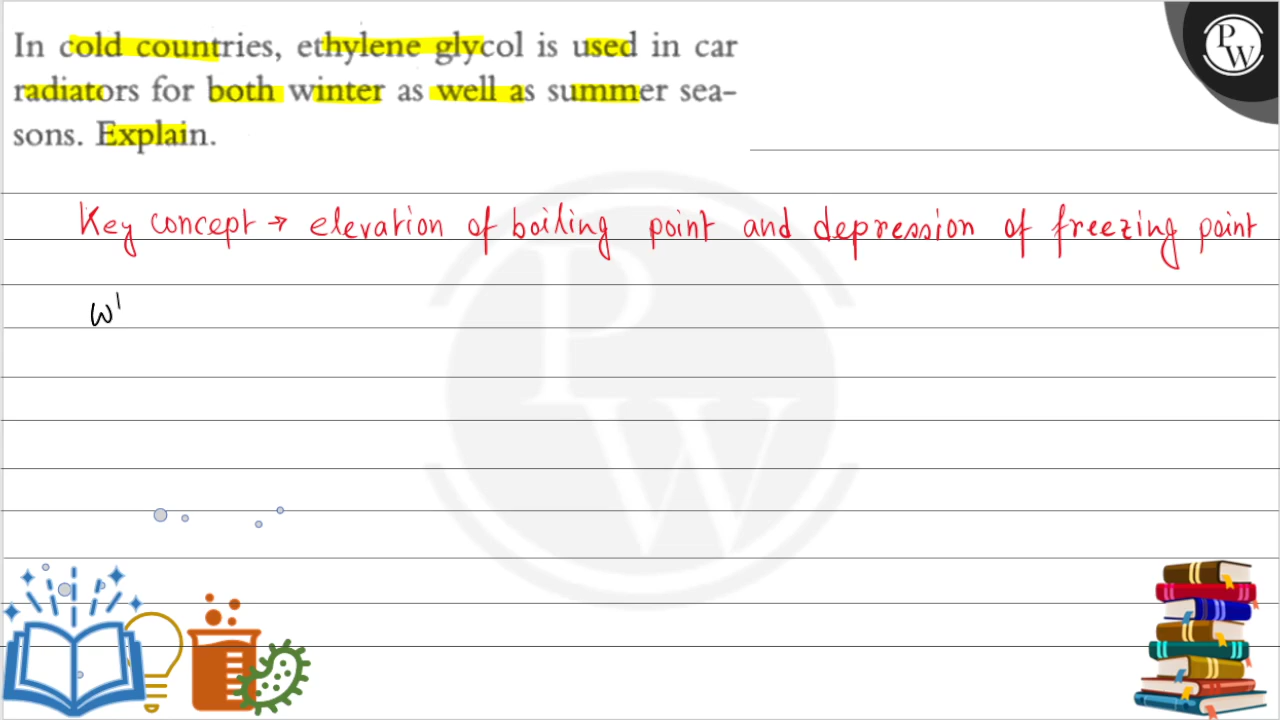 In cold countries, ethylene glycol is used in car
radiators for both winter as well as summer sea-
sons. Explain.
Key concept → elevation of boiling point and depression of freezing point
P
W
P
W